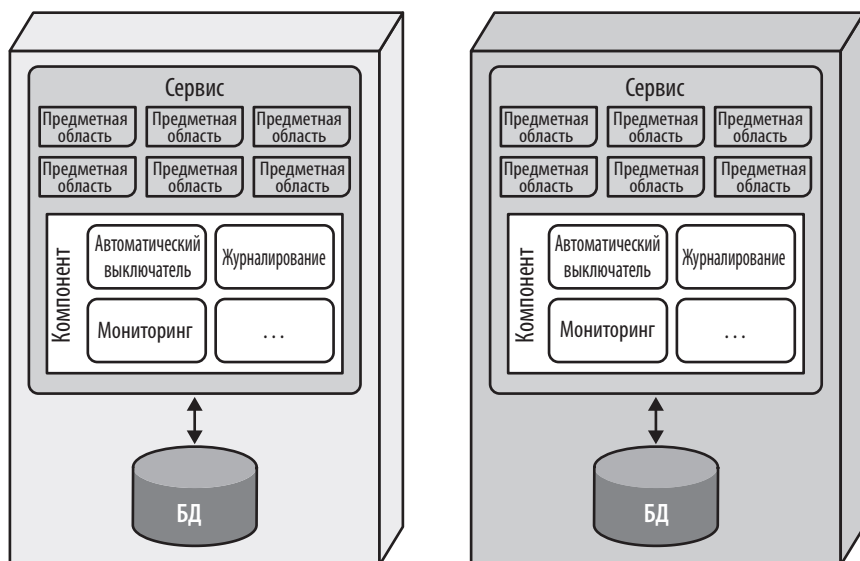 Сервис
Предметная область
Предметная область
Предметная область
Предметная область
Предметная область
Предметная область
Компонент
Автоматический выключатель
Журналирование
Мониторинг
...
БД
Сервис
Предметная область
Предметная область
Предметная область
Предметная область
Предметная область
Предметная область
Компонент
Автоматический выключатель
Журналирование
Мониторинг
...
БД